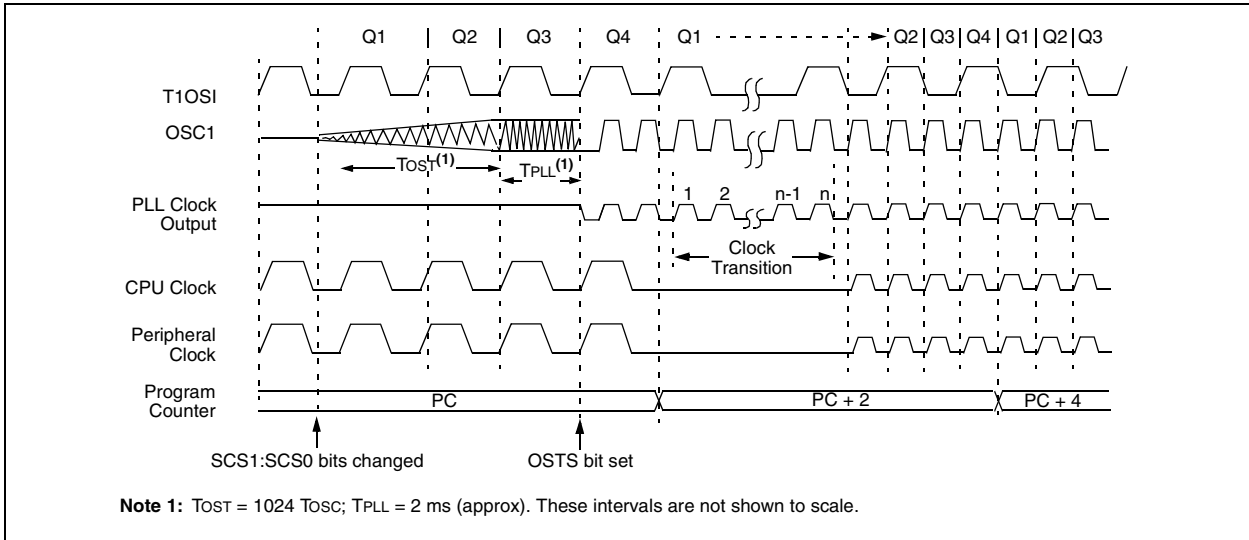 Q1 Q2 Q3 Q4 Q1 Q2 Q3 Q4 Q1 Q2 Q3
T1OSI
OSC1
TOST(1) TPLL(1)
1 2 n-1 n
PLL Clock
Output
Clock
Transition
CPU Clock
Peripheral
Clock
Program
Counter
PC PC + 2 PC + 4
SCS1:SCS0 bits changed OSTS bit set
Note 1: TOST = 1024 TOSC; TPLL = 2 ms (approx). These intervals are not shown to scale.